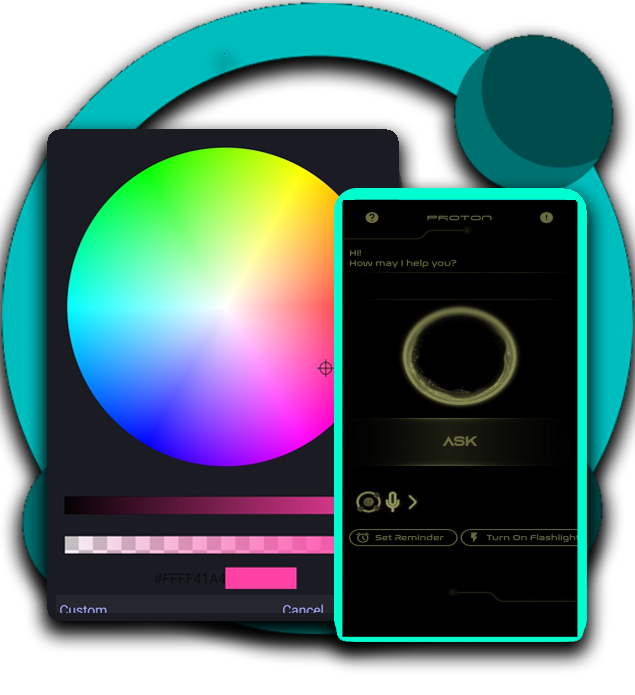 #FFFF41A4
Custom
Cancel
?
PROTON
!
Hi!
How may I help you?
ASK
Set Reminder
Turn On Flashlight